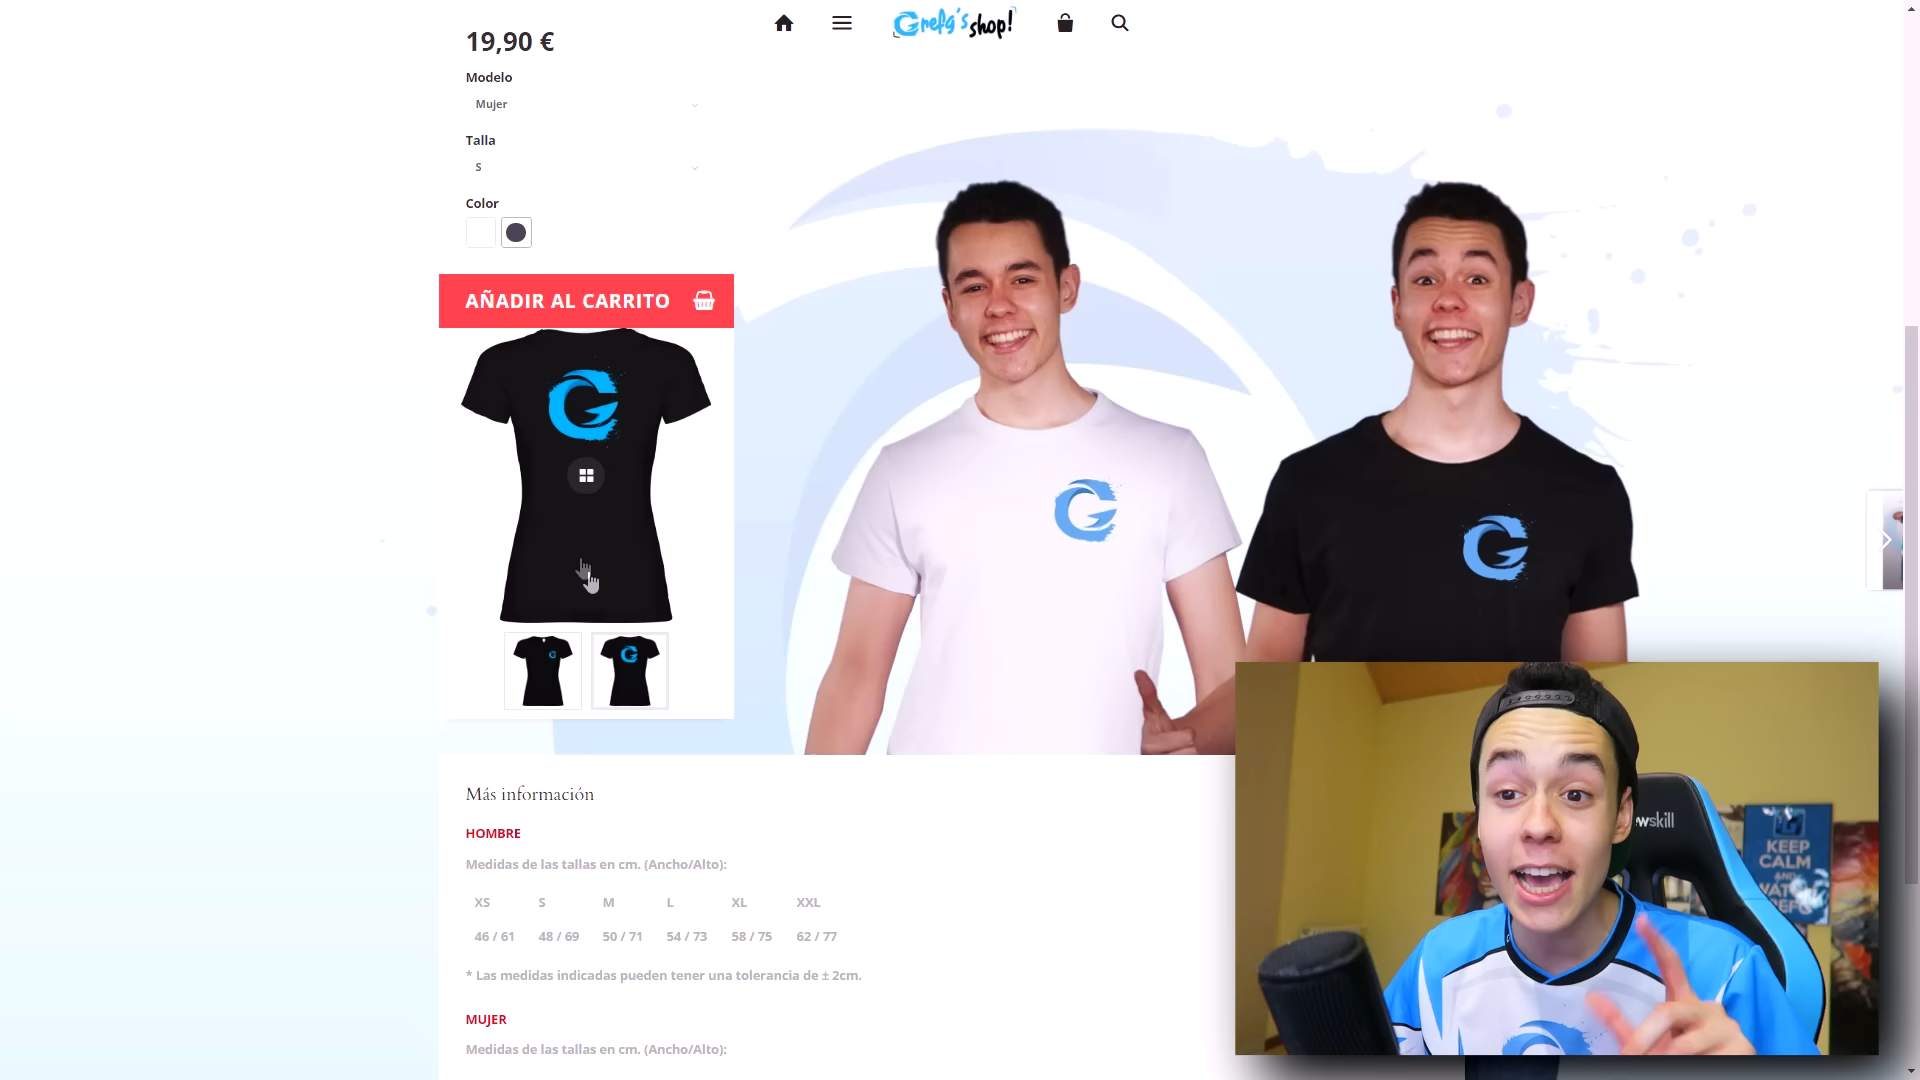 Grefg's shop!
19,90 €
Modelo
Mujer
Talla
S
Color
AÑADIR AL CARRITO
Más información
HOMBRE
Medidas de las tallas en cm. (Ancho/Alto):
XS S M L XL XXL
46 / 61 48 / 69 50 / 71 54 / 73 58 / 75 62 / 77
* Las medidas indicadas pueden tener una tolerancia de ± 2cm.
MUJER
Medidas de las tallas en cm. (Ancho/Alto):
wskill
KEEP
CALM
AND